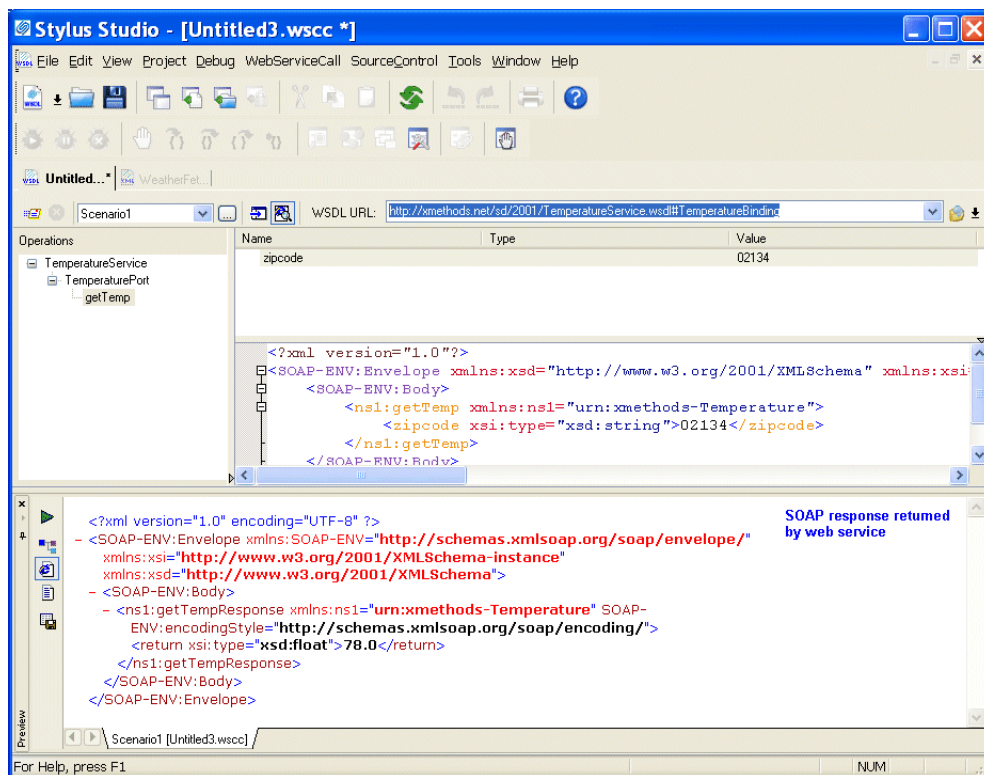 Stylus Studio - [Untitled3.wscc *]
File Edit View Project Debug WebServiceCall SourceControl Tools Window Help
Untitled...* WeatherFet...
Scenario1 ... WSDL URL: http://xmethods.net/sd/2001/TemperatureService.wsdl#TemperatureBinding
Operations
TemperatureService
TemperaturePort
getTemp
Name Type Value
zipcode 02134
<?xml version="1.0"?>
<SOAP-ENV:Envelope xmlns:xsd="http://www.w3.org/2001/XMLSchema" xmlns:xsi
<SOAP-ENV:Body>
<ns1:getTemp xmlns:ns1="urn:xmethods-Temperature">
<zipcode xsi:type="xsd:string">02134</zipcode>
</ns1:getTemp>
</SOAP-ENV:Body>
<?xml version="1.0" encoding="UTF-8" ?>
- <SOAP-ENV:Envelope xmlns:SOAP-ENV="http://schemas.xmlsoap.org/soap/envelope/"
xmlns:xsi="http://www.w3.org/2001/XMLSchema-instance"
xmlns:xsd="http://www.w3.org/2001/XMLSchema">
- <SOAP-ENV:Body>
- <ns1:getTempResponse xmlns:ns1="urn:xmethods-Temperature" SOAP-
ENV:encodingStyle="http://schemas.xmlsoap.org/soap/encoding/">
<return xsi:type="xsd:float">78.0</return>
</ns1:getTempResponse>
</SOAP-ENV:Body>
</SOAP-ENV:Envelope>
SOAP response returned
by web service
Preview
Scenario1 [Untitled3.wscc]
For Help, press F1
NUM